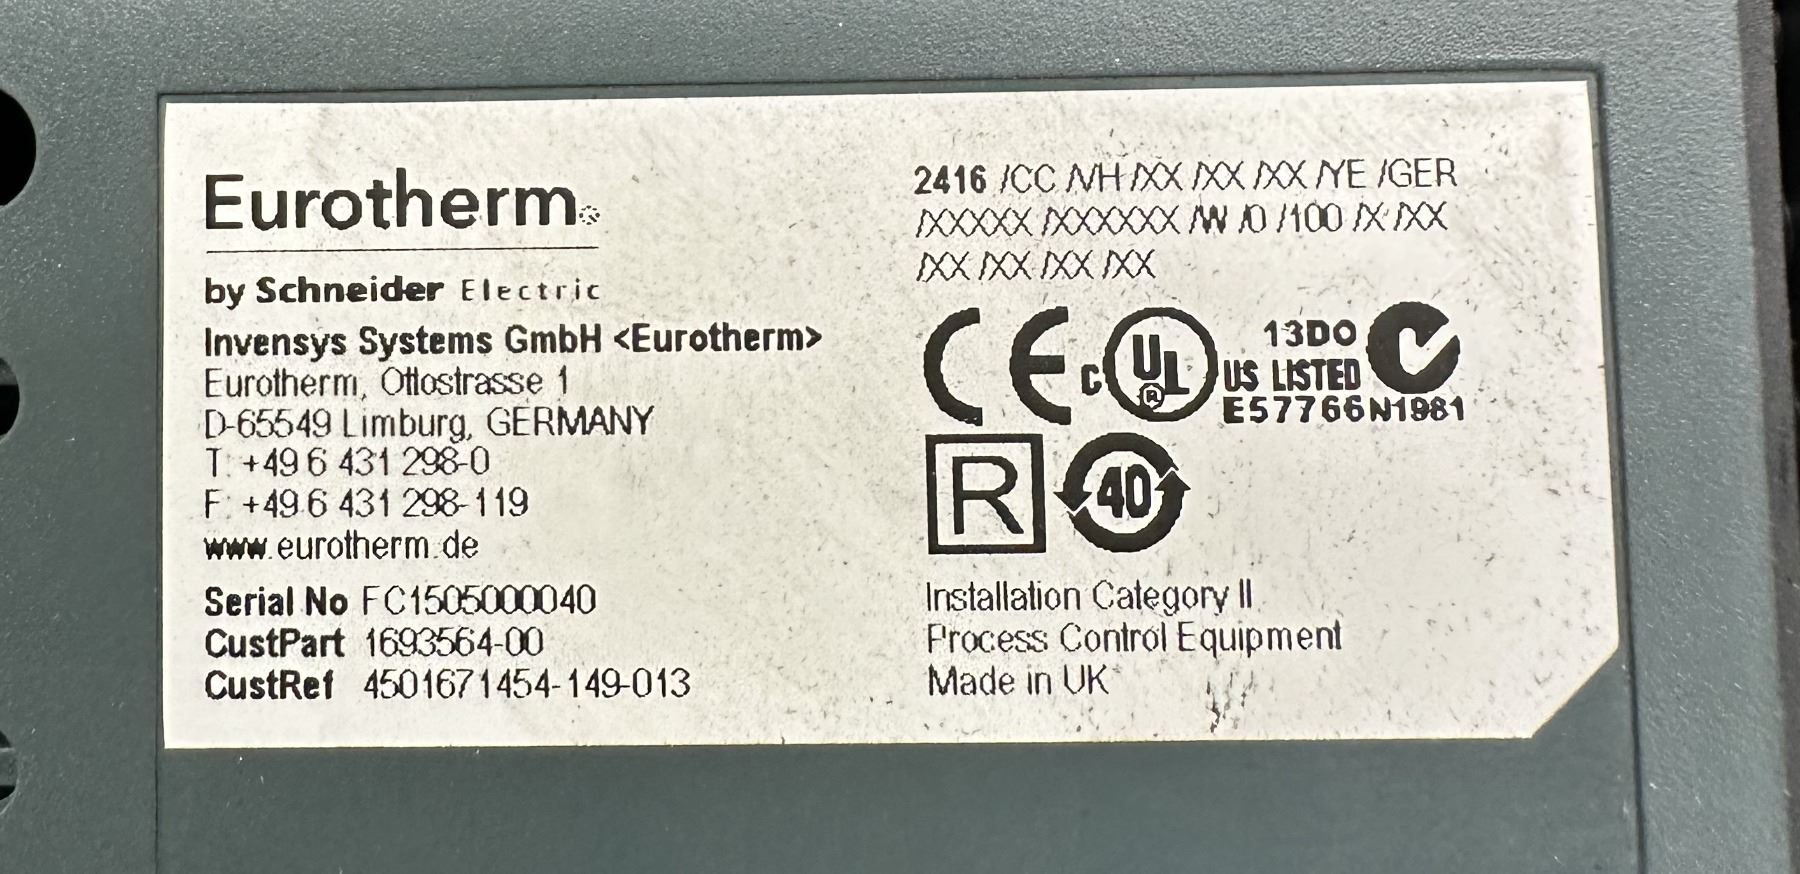 Eurotherm
by Schneider Electric
Invensys Systems GmbH <Eurotherm>
Eurotherm, Ottostrasse 1
D-65549 Limburg, GERMANY
T: +49 6 431 298-0
F: +49 6 431 298-119
www.eurotherm.de
Serial No FC1505000040
CustPart 1693564-00
CustRef 4501671454-149-013
2416 /CC /VH /XX /XX /XX /YE /GER
/XXXXX /XXXXXX /W /0 /100 /X /XX
/XX /XX /XX /XX
CE
C UL ® US LISTED
13DO
E57766
N1981
R
40
Installation Category II
Process Control Equipment
Made in UK